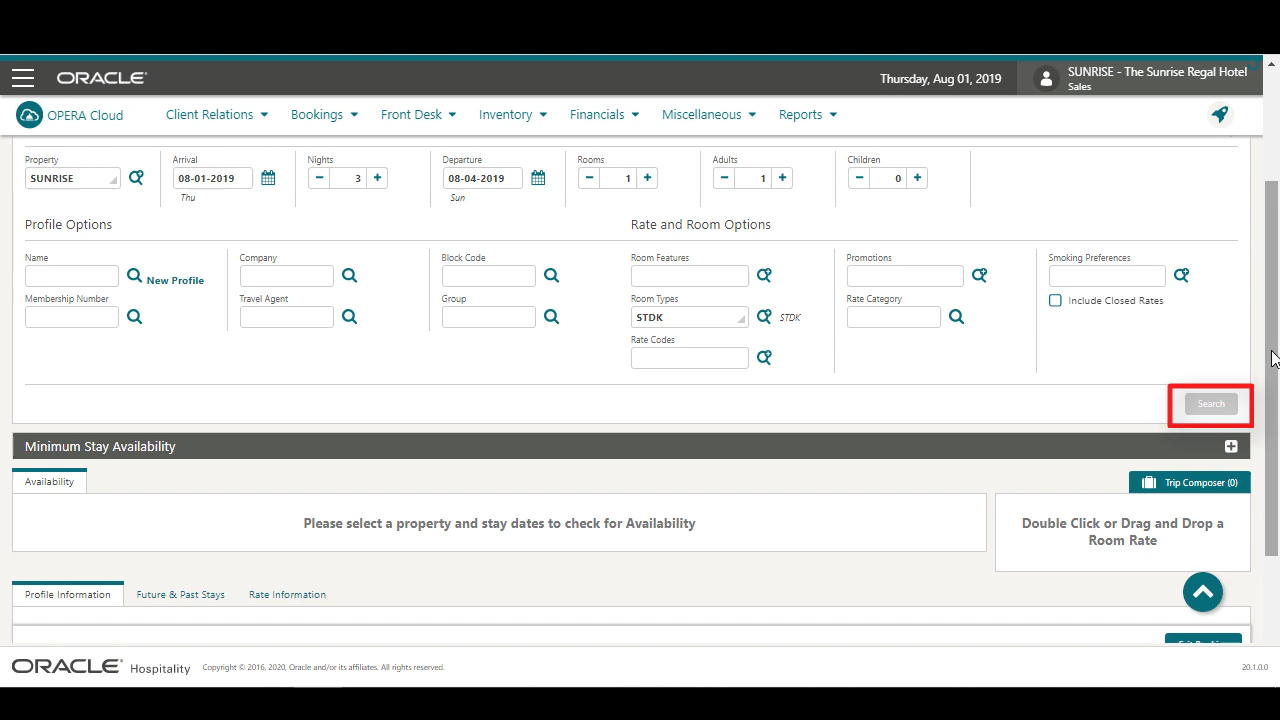 ORACLE
Thursday, Aug 01, 2019
SUNRISE - The Sunrise Regal Hotel
Sales
OPERA Cloud
Client Relations
Bookings
Front Desk
Inventory
Financials
Miscellaneous
Reports
Property
Arrival
Nights
Departure
Rooms
Adults
Children
SUNRISE
08-01-2019
3
08-04-2019
1
1
0
Thu
Sun
Profile Options
Rate and Room Options
Name
Company
Block Code
Room Features
Promotions
Smoking Preferences
New Profile
Membership Number
Travel Agent
Group
Room Types
Rate Category
Include Closed Rates
STDK
STDK
Rate Codes
Search
Minimum Stay Availability
Availability
Trip Composer (0)
Please select a property and stay dates to check for Availability
Double Click or Drag and Drop a
Room Rate
Profile Information
Future & Past Stays
Rate Information
ORACLE Hospitality
Copyright © 2016, 2020, Oracle and/or its affiliates. All rights reserved.
20.1.0.0